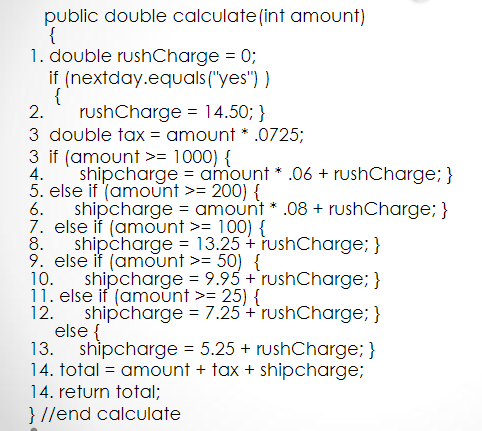 public double calculate(int amount)
{
1. double rushCharge = 0;
if (nextday.equals("yes") )
{
2. rushCharge = 14.50; }
3 double tax = amount * .0725;
3 if (amount >= 1000) {
4. shipcharge = amount * .06 + rushCharge; }
5. else if (amount >= 200) {
6. shipcharge = amount * .08 + rushCharge; }
7. else if (amount >= 100) {
8. shipcharge = 13.25 + rushCharge; }
9. else if (amount >= 50) {
10. shipcharge = 9.95 + rushCharge; }
11. else if (amount >= 25) {
12. shipcharge = 7.25 + rushCharge; }
else {
13. shipcharge = 5.25 + rushCharge; }
14. total = amount + tax + shipcharge;
14. return total;
} //end calculate